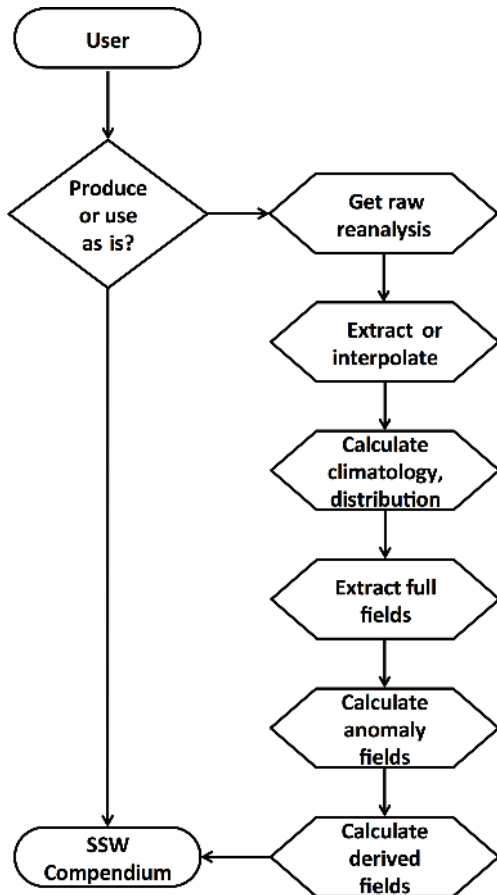 User
Produce
or use
as is?
Get raw
reanalysis
Extract or
interpolate
Calculate
climatology,
distribution
Extract full
fields
Calculate
anomaly
fields
Calculate
derived
fields
SSW
Compendium